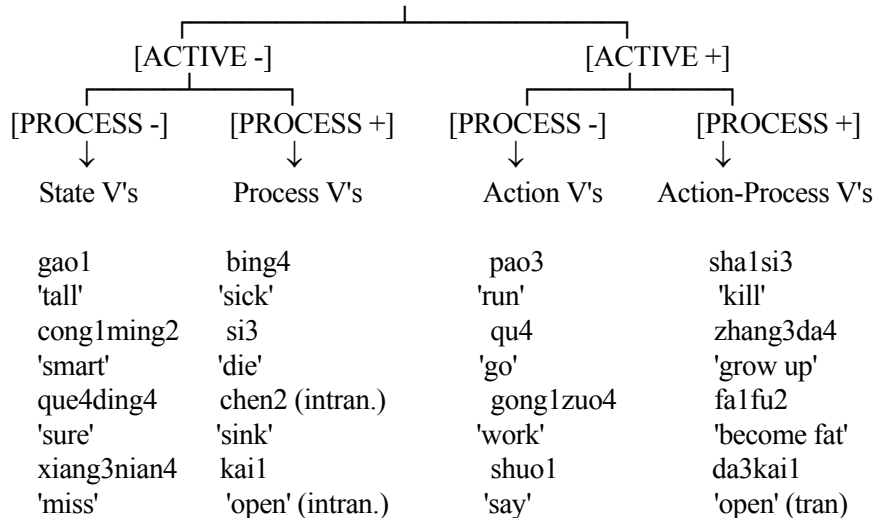 [ACTIVE -] [ACTIVE +]
[PROCESS -] [PROCESS +] [PROCESS -] [PROCESS +]
↓ ↓ ↓ ↓
State V's Process V's Action V's Action-Process V's
gao1 bing4 pao3 sha1si3
'tall' 'sick' 'run' 'kill'
cong1ming2 si3 qu4 zhang3da4
'smart' 'die' 'go' 'grow up'
que4ding4 chen2 (intran.) gong1zuo4 fa1fu2
'sure' 'sink' 'work' 'become fat'
xiang3nian4 kai1 shuo1 da3kai1
'miss' 'open' (intran.) 'say' 'open' (tran)